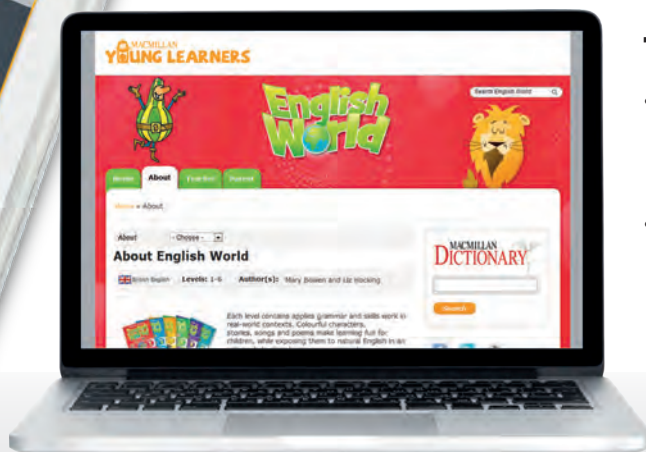 MACMILLAN
YOUNG LEARNERS
English
World
Search English World
Home About Teacher Parent
Home » About
About - Choose -
About English World
British English Levels: 1-6 Author(s): Mary Bowen and Liz Hocking
MACMILLAN
DICTIONARY
Search
Each level contains applies grammar and skills work in
real-world contexts. Colourful characters,
stories, songs and poems make learning fun for
children, while exposing them to natural English in an